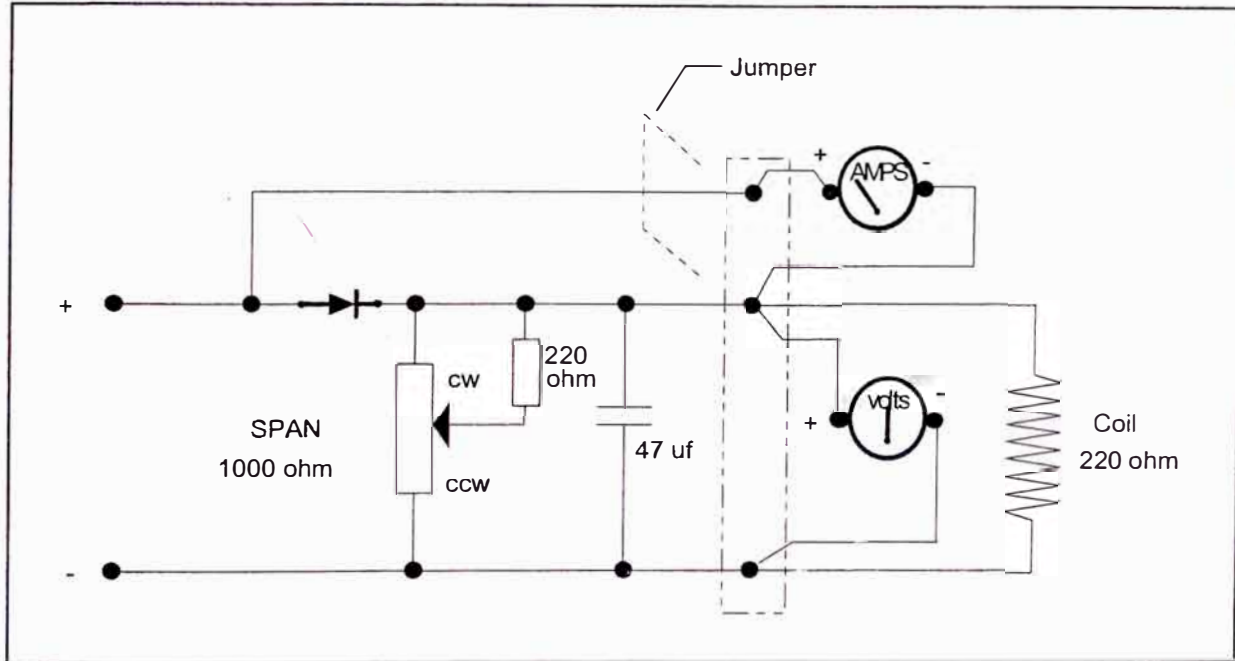 Jumper
+
-
AMPS
+
cw
220
ohm
SPAN
1000 ohm
ccw
47 uf
volts
+
-
Coil
220 ohm
-